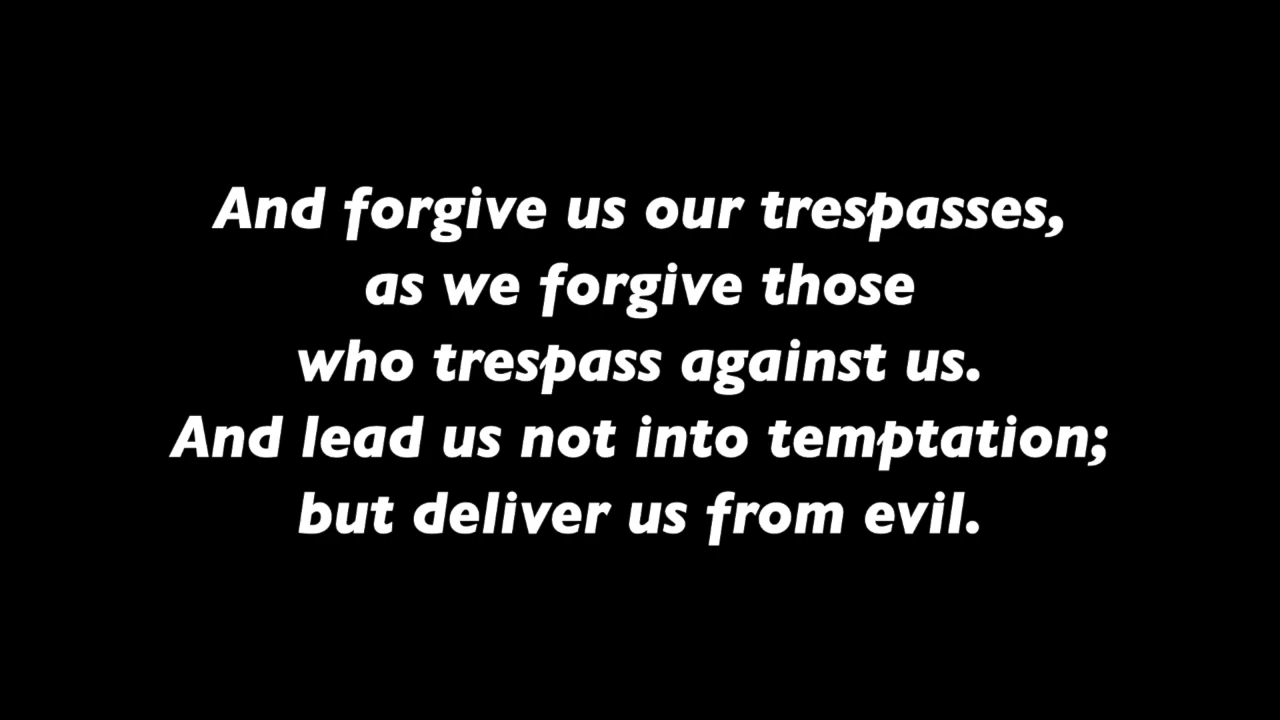 And forgive us our trespasses,
as we forgive those
who trespass against us.
And lead us not into temptation;
but deliver us from evil.